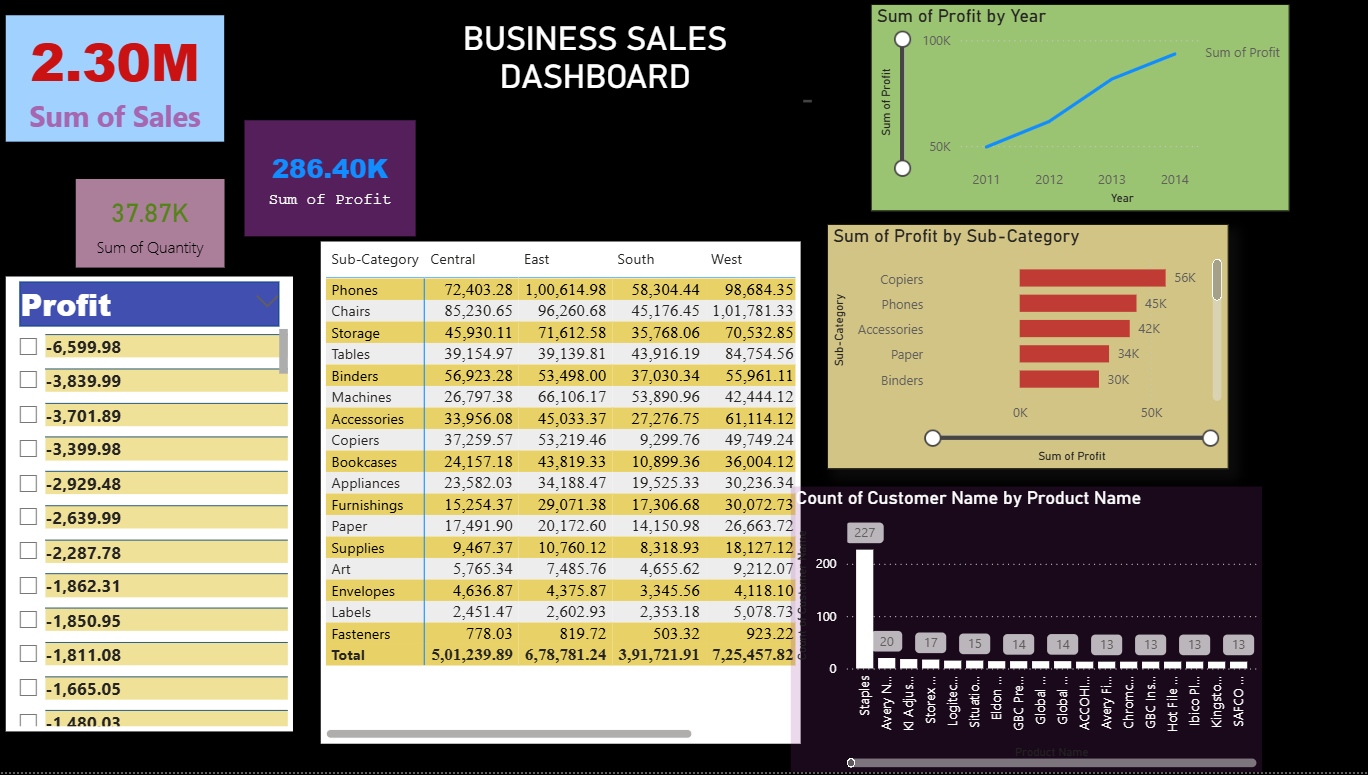 2.30M
Sum of Sales
BUSINESS SALES
DASHBOARD
286.40K
Sum of Profit
37.87K
Sum of Quantity
Profit
-6,599.98
-3,839.99
-3,701.89
-3,399.98
-2,929.48
-2,639.99
-2,287.78
-1,862.31
-1,850.95
-1,811.08
-1,665.05
-1,480.03
Sub-Category Central East South West
Phones 72,403.28 1,00,614.98 58,304.44 98,684.35
Chairs 85,230.65 96,260.68 45,176.45 1,01,781.33
Storage 45,930.11 71,612.58 35,768.06 70,532.85
Tables 39,154.97 39,139.81 43,916.19 84,754.56
Binders 56,923.28 53,498.00 37,030.34 55,961.11
Machines 26,797.38 66,106.17 53,890.96 42,444.12
Accessories 33,956.08 45,033.37 27,276.75 61,114.12
Copiers 37,259.57 53,219.46 9,299.76 49,749.24
Bookcases 24,157.18 43,819.33 10,899.36 36,004.12
Appliances 23,582.03 34,188.47 19,525.33 30,236.34
Furnishings 15,254.37 29,071.38 17,306.68 30,072.73
Paper 17,491.90 20,172.60 14,150.98 26,663.72
Supplies 9,467.37 10,760.12 8,318.93 18,127.12
Art 5,765.34 7,485.76 4,655.62 9,212.07
Envelopes 4,636.87 4,375.87 3,345.56 4,118.10
Labels 2,451.47 2,602.93 2,353.18 5,078.73
Fasteners 778.03 819.72 503.32 923.22
Total 5,01,239.89 6,78,781.24 3,91,721.91 7,25,457.82
Sum of Profit by Year
Sum of Profit
100K
50K
Sum of Profit
2011 2012 2013 2014
Year
Sum of Profit by Sub-Category
Sub-Category
Copiers 56K
Phones 45K
Accessories 42K
Paper 34K
Binders 30K
0K 50K
Sum of Profit
Count of Customer Name by Product Name
Count of Customer Name
227
200
100
0
20 17 15 14 14 13 13 13 13
Staples
Avery N...
KI Adjus...
Storex ...
Logitec...
Situatio...
Eldon ...
GBC Pre...
Global ...
Global ...
ACCOHI...
Avery Fi...
Chromc...
GBC Ins...
Hot File ...
Ibico Pl...
Kingsto...
SAFCO ...
Product Name